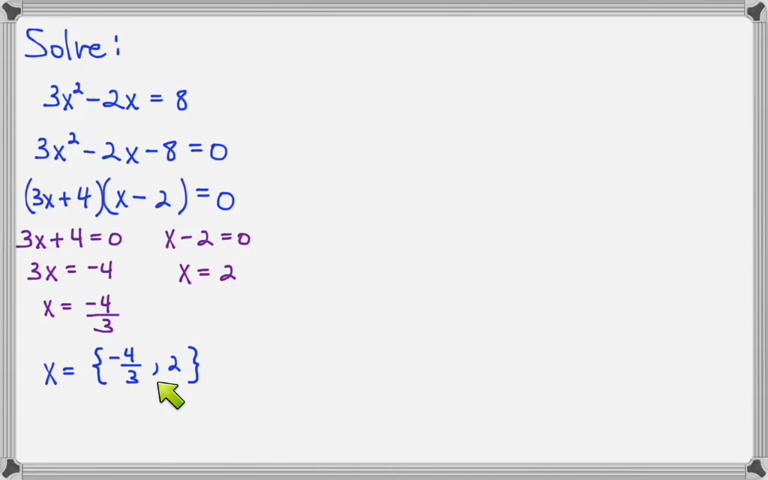 Solve:
3x² - 2x = 8
3x² - 2x - 8 = 0
(3x + 4)(x - 2) = 0
3x + 4 = 0 x - 2 = 0
3x = -4 x = 2
x = -4/3
x = {-4/3, 2}